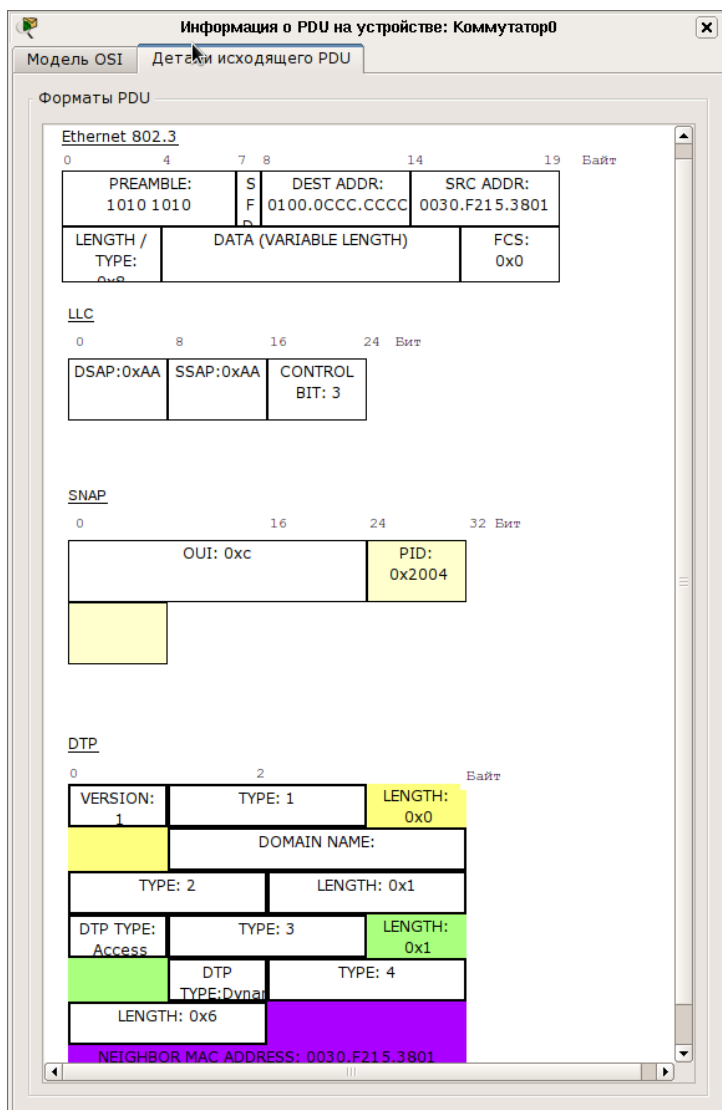 Информация о PDU на устройстве: Коммутатор0
Модель OSI
Детали исходящего PDU
Форматы PDU
Ethernet 802.3
0 4 7 8 14 19 Байт
PREAMBLE: S DEST ADDR: SRC ADDR:
1010 1010 F 0100.0CCC.CCCC 0030.F215.3801
D
LENGTH / DATA (VARIABLE LENGTH) FCS:
TYPE: 0x0
0x8
LLC
0 8 16 24 Бит
DSAP:0xAA SSAP:0xAA CONTROL
BIT: 3
SNAP
0 16 24 32 Бит
OUI: 0xc PID:
0x2004
DTP
0 2 Байт
VERSION: TYPE: 1 LENGTH:
1 0x0
DOMAIN NAME:
TYPE: 2 LENGTH: 0x1
DTP TYPE: TYPE: 3 LENGTH:
Access 0x1
DTP TYPE: 4
TYPE:Dynar
LENGTH: 0x6
NEIGHBOR MAC ADDRESS: 0030.F215.3801